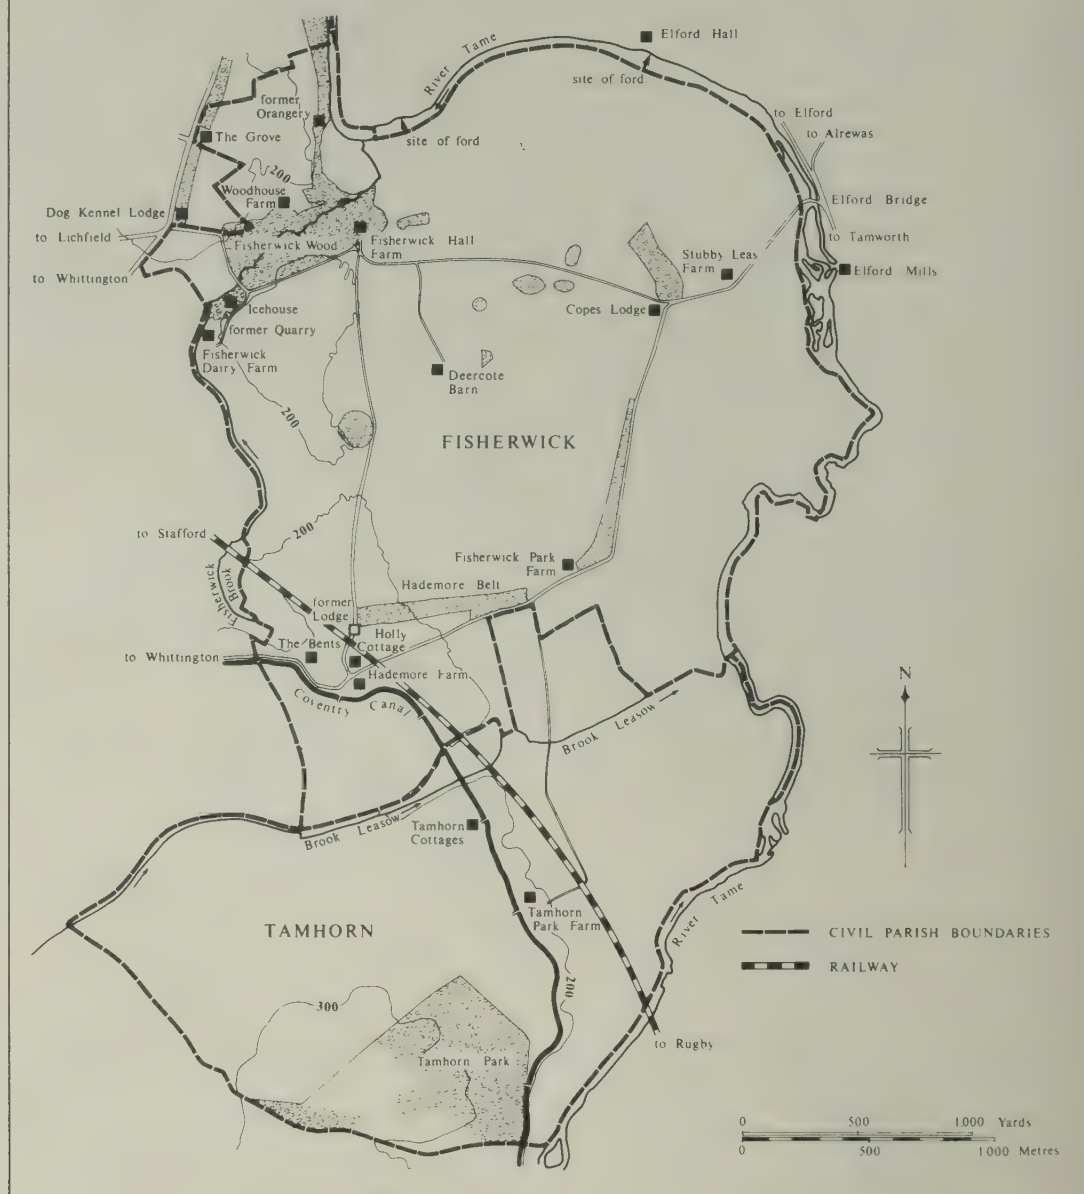 Elford Hall
River Tame
site of ford
former
Orangery
site of ford
to Elford
to Alrewas
The Grove
200
Woodhouse
Farm
Elford Bridge
Dog Kennel Lodge
to Lichfield
Fisherwick Wood
Fisherwick Hall
Farm
to Tamworth
Stubby Leas
Farm
to Whittington
Elford Mills
Icehouse
Copes Lodge
former Quarry
Fisherwick
Dairy Farm
Deercote
Barn
200
FISHERWICK
to Stafford
200
Fisherwick Park
Farm
Fisherwick
Brook
Hademore Belt
former
Lodge
Holly
Cottage
The Bents
to Whittington
Hademore Farm
Coventry Canal
N
Brook Leasow
Brook Leasow
Tamhorn
Cottages
River Tame
Tamhorn
Park Farm
TAMHORN
CIVIL PARISH BOUNDARIES
RAILWAY
200
300
to Rugby
Tamhorn Park
0 500 1000 Yards
0 500 1000 Metres